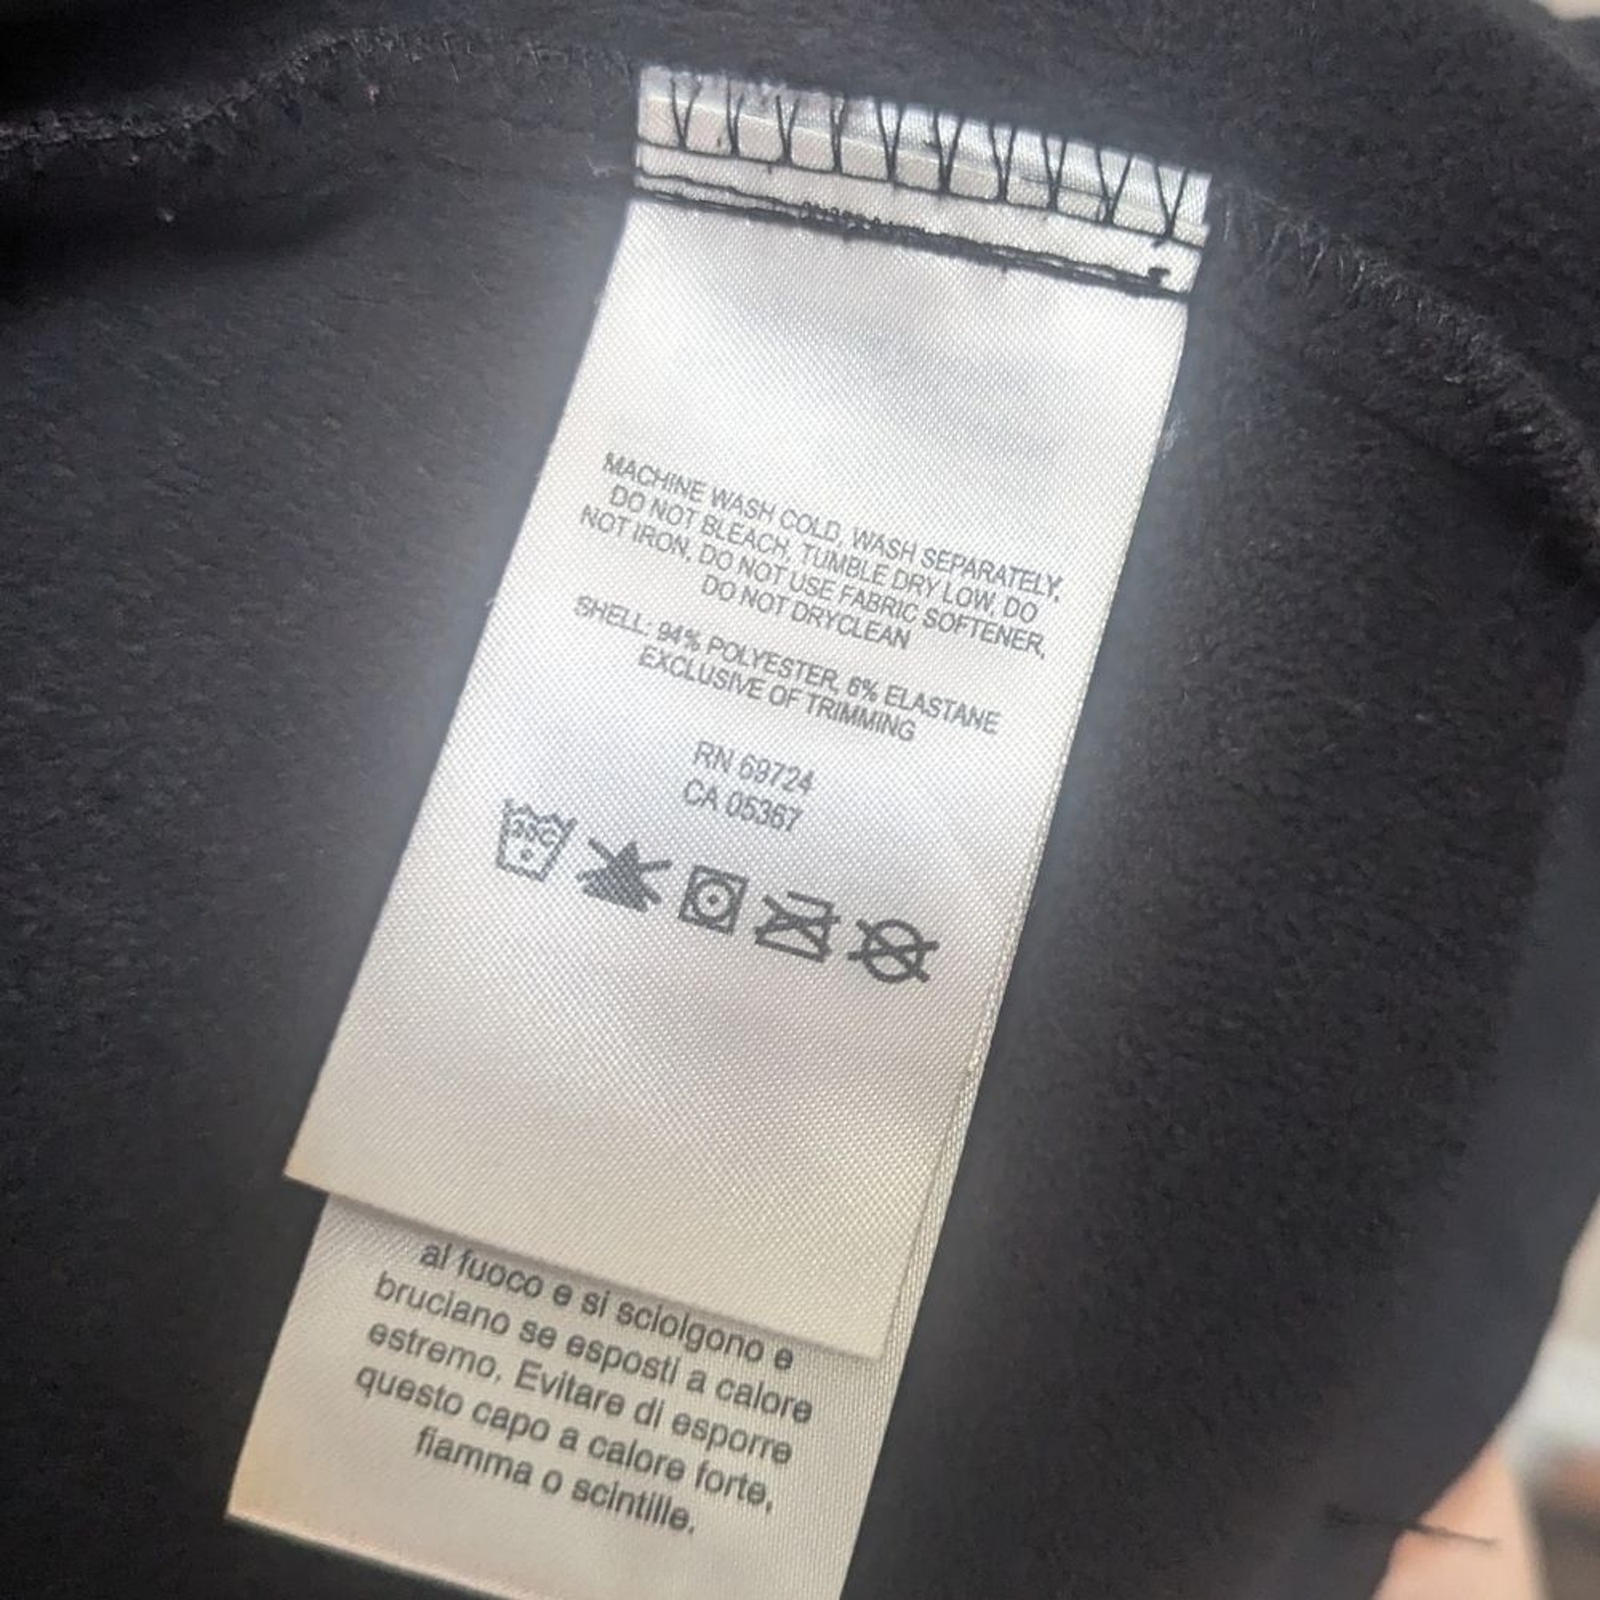 MACHINE WASH COLD, WASH SEPARATELY,
DO NOT BLEACH, TUMBLE DRY LOW, DO
NOT IRON, DO NOT USE FABRIC SOFTENER,
DO NOT DRYCLEAN
SHELL: 94% POLYESTER, 6% ELASTANE
EXCLUSIVE OF TRIMMING
RN 69724
CA 05367
30C
al fuoco e si sciolgono e
bruciano se esposti a calore
estremo. Evitare di esporre
questo capo a calore forte,
fiamma o scintille.